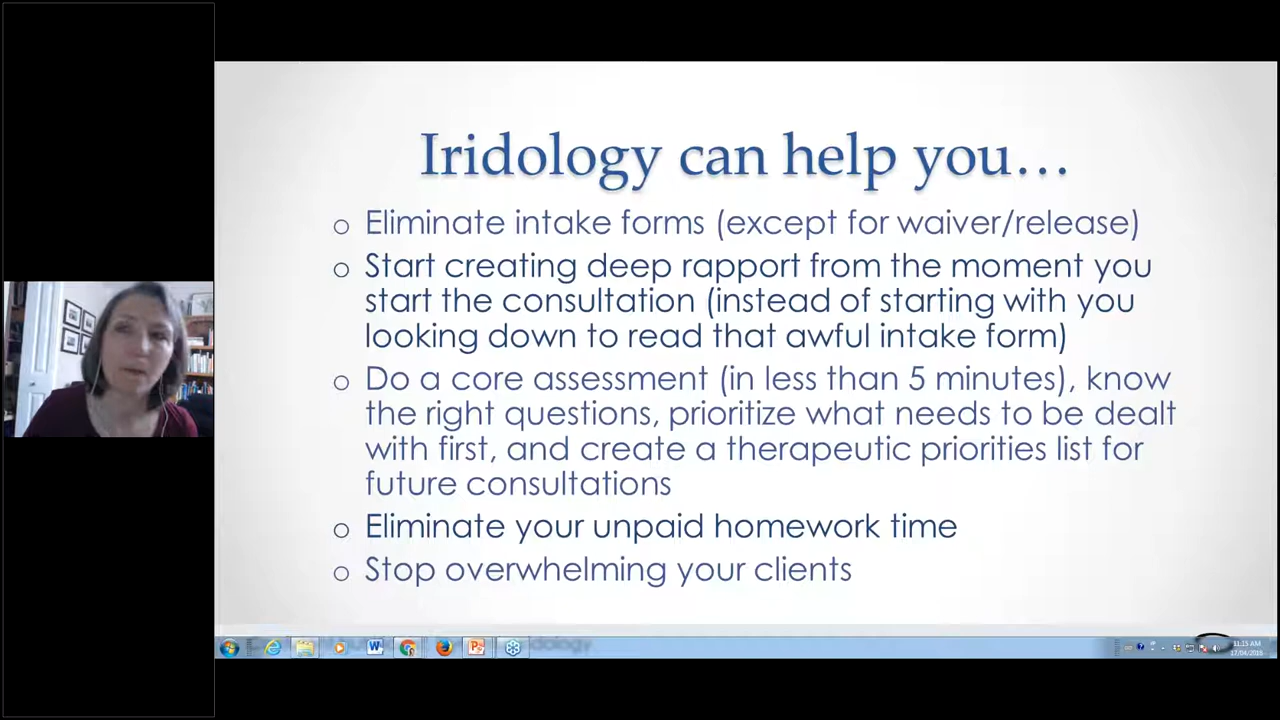 Iridology can help you…
o Eliminate intake forms (except for waiver/release)
o Start creating deep rapport from the moment you
start the consultation (instead of starting with you
looking down to read that awful intake form)
o Do a core assessment (in less than 5 minutes), know
the right questions, prioritize what needs to be dealt
with first, and create a therapeutic priorities list for
future consultations
o Eliminate your unpaid homework time
o Stop overwhelming your clients
11:15 AM